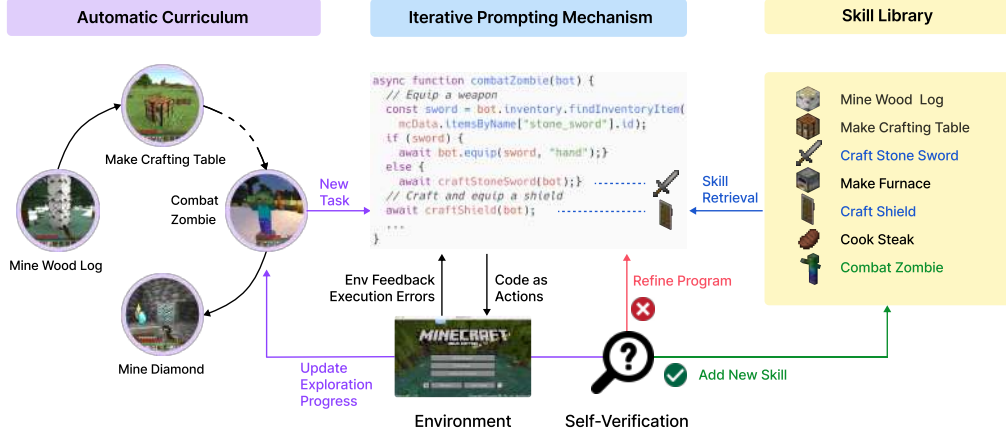 Automatic Curriculum
Iterative Prompting Mechanism
Skill Library
Make Crafting Table
Mine Wood Log
Combat
Zombie
Mine Diamond
New
Task
async function combatZombie(bot) {
// Equip a weapon
const sword = bot.inventory.findInventoryItem(
mcData.itemsByName["stone_sword"].id);
if (sword) {
await bot.equip(sword, "hand");}
else {
await craftStoneSword(bot);}
// Craft and equip a shield
await craftShield(bot);
...
}
Skill
Retrieval
Mine Wood Log
Make Crafting Table
Craft Stone Sword
Make Furnace
Craft Shield
Cook Steak
Combat Zombie
Env Feedback
Execution Errors
Code as
Actions
Refine Program
MINECRAFT
?
Update
Exploration
Progress
Add New Skill
Environment
Self-Verification